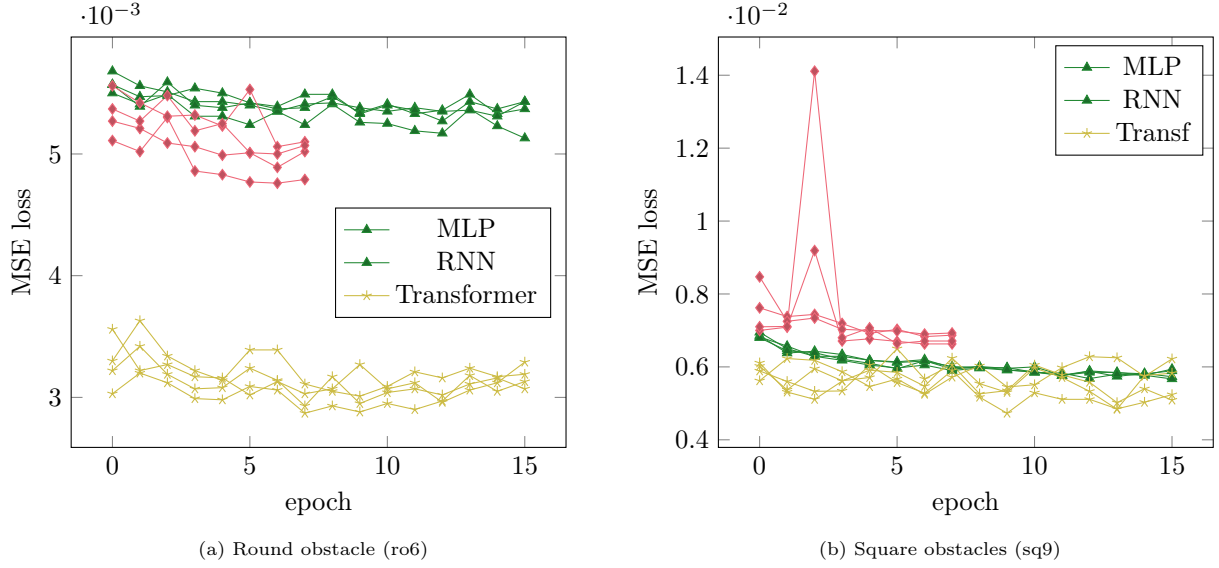 ·10−3
5
4
3
0
5
10
15
MSE loss
epoch
MLP
RNN
Transformer
(a) Round obstacle (ro6)
·10−2
1.4
1.2
1
0.8
0.6
0.4
0
5
10
15
MSE loss
epoch
MLP
RNN
Transf
(b) Square obstacles (sq9)